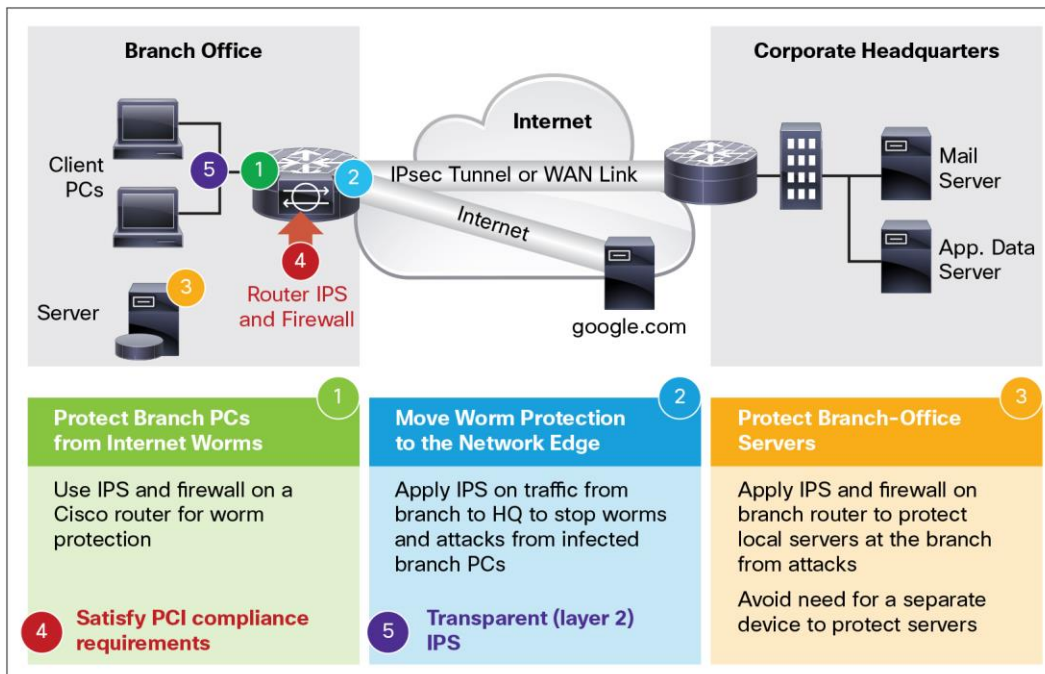 Branch Office
Corporate Headquarters
Internet
Client
PCs
5
1
2
IPsec Tunnel or WAN Link
Internet
Mail
Server
App. Data
Server
4
Router IPS
and Firewall
Server
3
google.com
1
Protect Branch PCs
from Internet Worms
Use IPS and firewall on a
Cisco router for worm
protection
4
Satisfy PCI compliance
requirements
2
Move Worm Protection
to the Network Edge
Apply IPS on traffic from
branch to HQ to stop worms
and attacks from infected
branch PCs
5
Transparent (layer 2)
IPS
3
Protect Branch-Office
Servers
Apply IPS and firewall on
branch router to protect
local servers at the branch
from attacks
Avoid need for a separate
device to protect servers